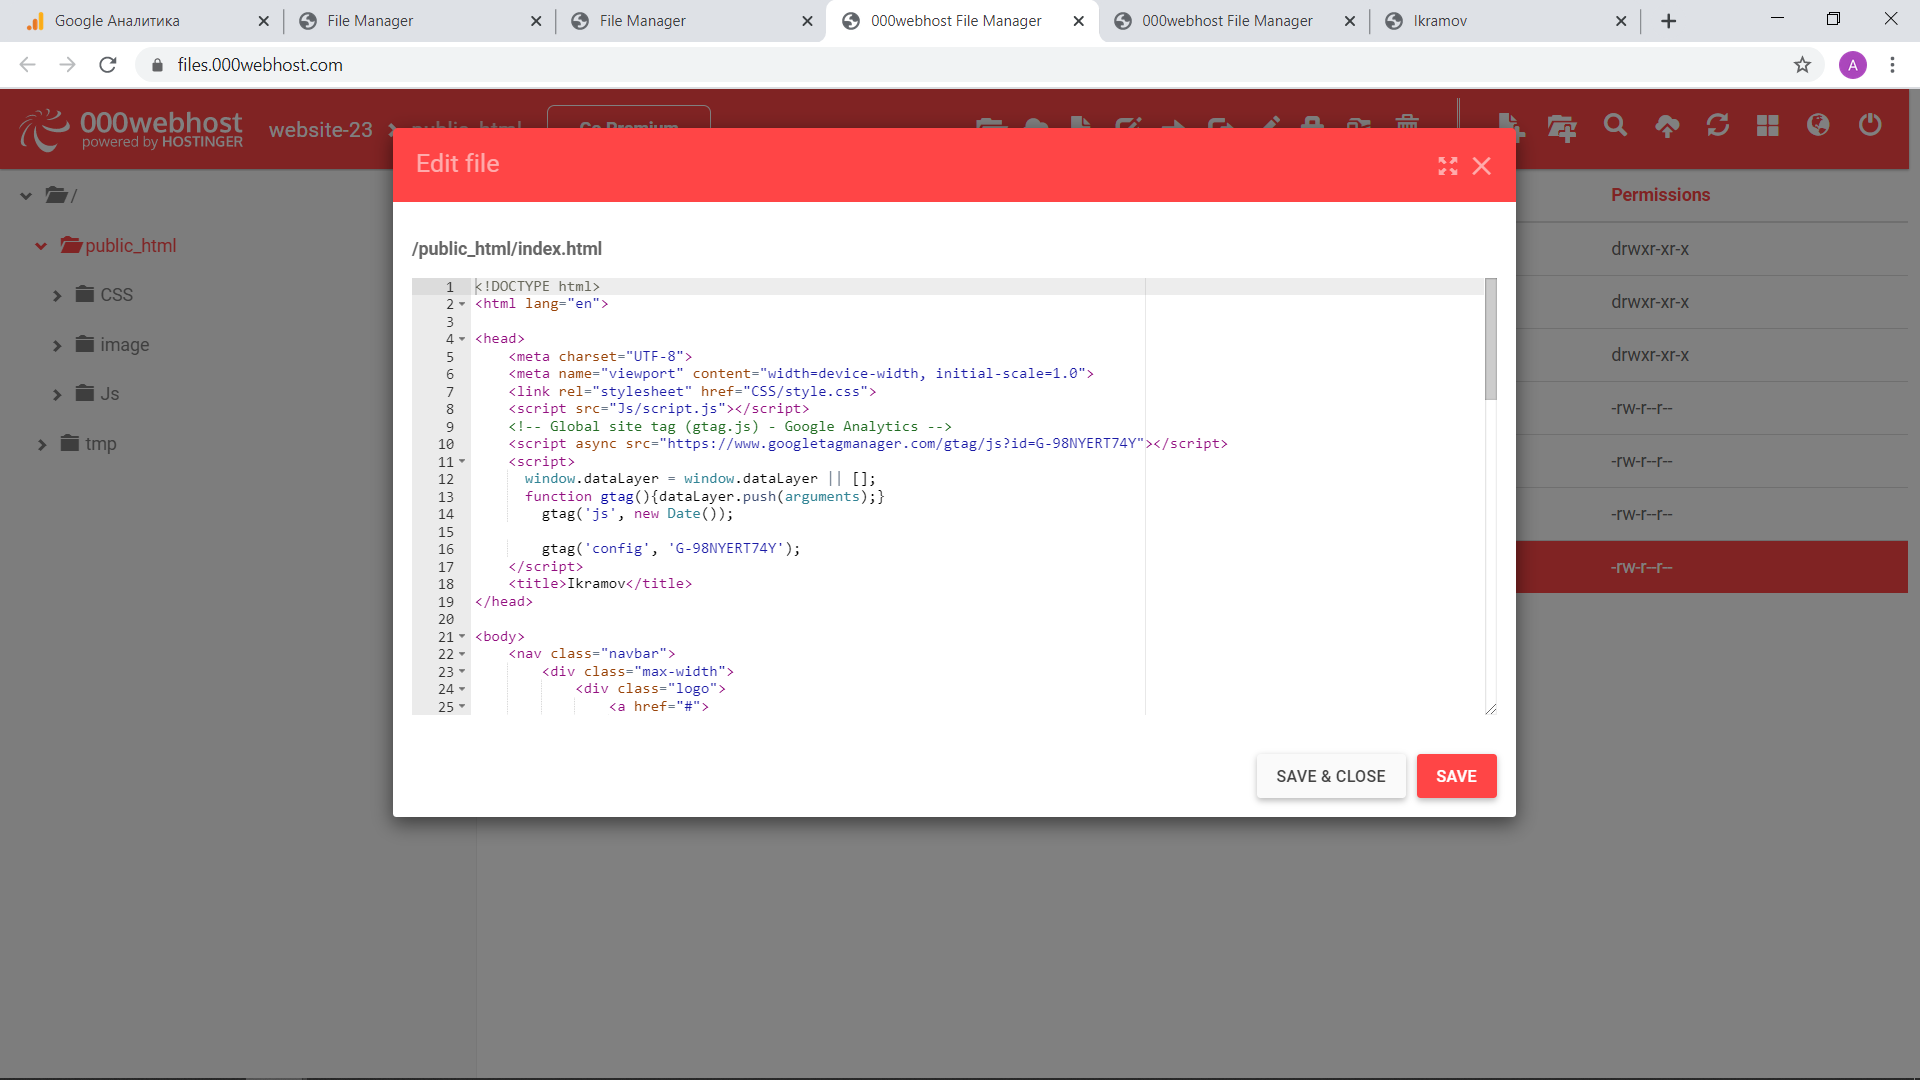 Google Аналитика
File Manager
File Manager
000webhost File Manager
000webhost File Manager
Ikramov
files.000webhost.com
A
000webhost
powered by HOSTINGER
website-23
public_html
Go Premium
Edit file
/
public_html
CSS
image
Js
tmp
Permissions
drwxr-xr-x
drwxr-xr-x
drwxr-xr-x
-rw-r--r--
-rw-r--r--
-rw-r--r--
-rw-r--r--
/public_html/index.html
1 <!DOCTYPE html>
2 <html lang="en">
3
4 <head>
5 <meta charset="UTF-8">
6 <meta name="viewport" content="width=device-width, initial-scale=1.0">
7 <link rel="stylesheet" href="CSS/style.css">
8 <script src="Js/script.js"></script>
9 <!-- Global site tag (gtag.js) - Google Analytics -->
10 <script async src="https://www.googletagmanager.com/gtag/js?id=G-98NYERT74Y"></script>
11 <script>
12 window.dataLayer = window.dataLayer || [];
13 function gtag(){dataLayer.push(arguments);}
14 gtag('js', new Date());
15
16 gtag('config', 'G-98NYERT74Y');
17 </script>
18 <title>Ikramov</title>
19 </head>
20
21 <body>
22 <nav class="navbar">
23 <div class="max-width">
24 <div class="logo">
25 <a href="#">
SAVE & CLOSE
SAVE